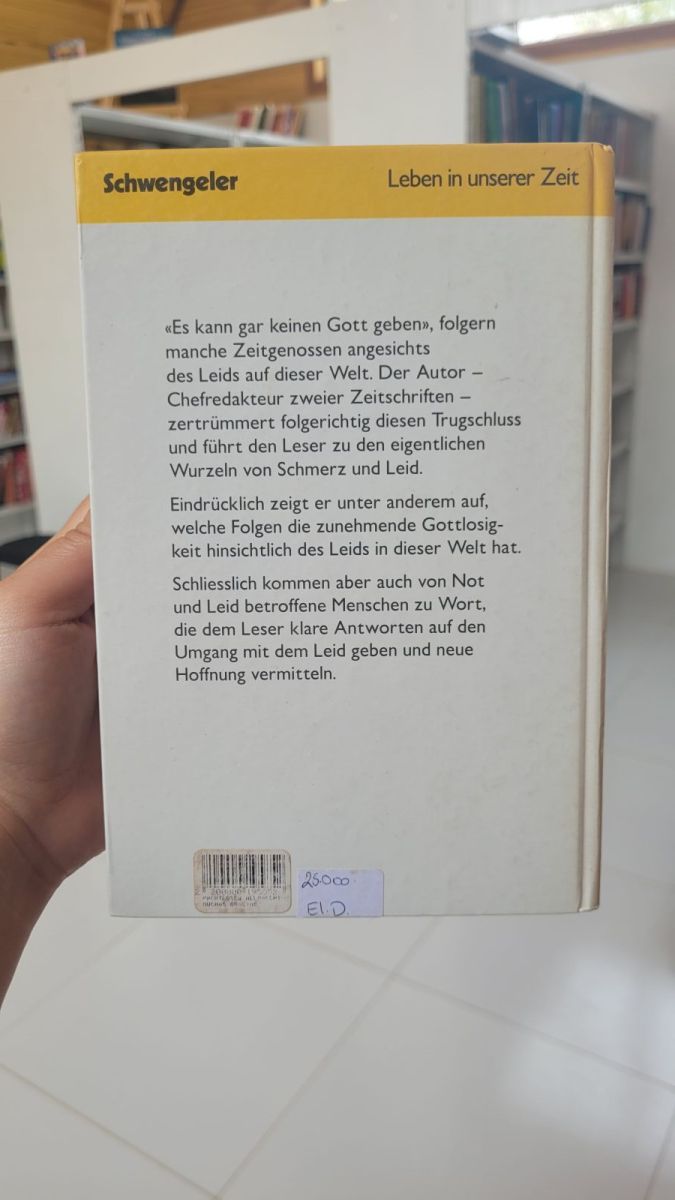 Schwengeler
Leben in unserer Zeit
«Es kann gar keinen Gott geben», folgern
manche Zeitgenossen angesichts
des Leids auf dieser Welt. Der Autor –
Chefredakteur zweier Zeitschriften –
zertrümmert folgerichtig diesen Trugschluss
und führt den Leser zu den eigentlichen
Wurzeln von Schmerz und Leid.
Eindrücklich zeigt er unter anderem auf,
welche Folgen die zunehmende Gottlosig-
keit hinsichtlich des Leids in dieser Welt hat.
Schliesslich kommen aber auch von Not
und Leid betroffene Menschen zu Wort,
die dem Leser klare Antworten auf den
Umgang mit dem Leid geben und neue
Hoffnung vermitteln.
25.000.
El. D.